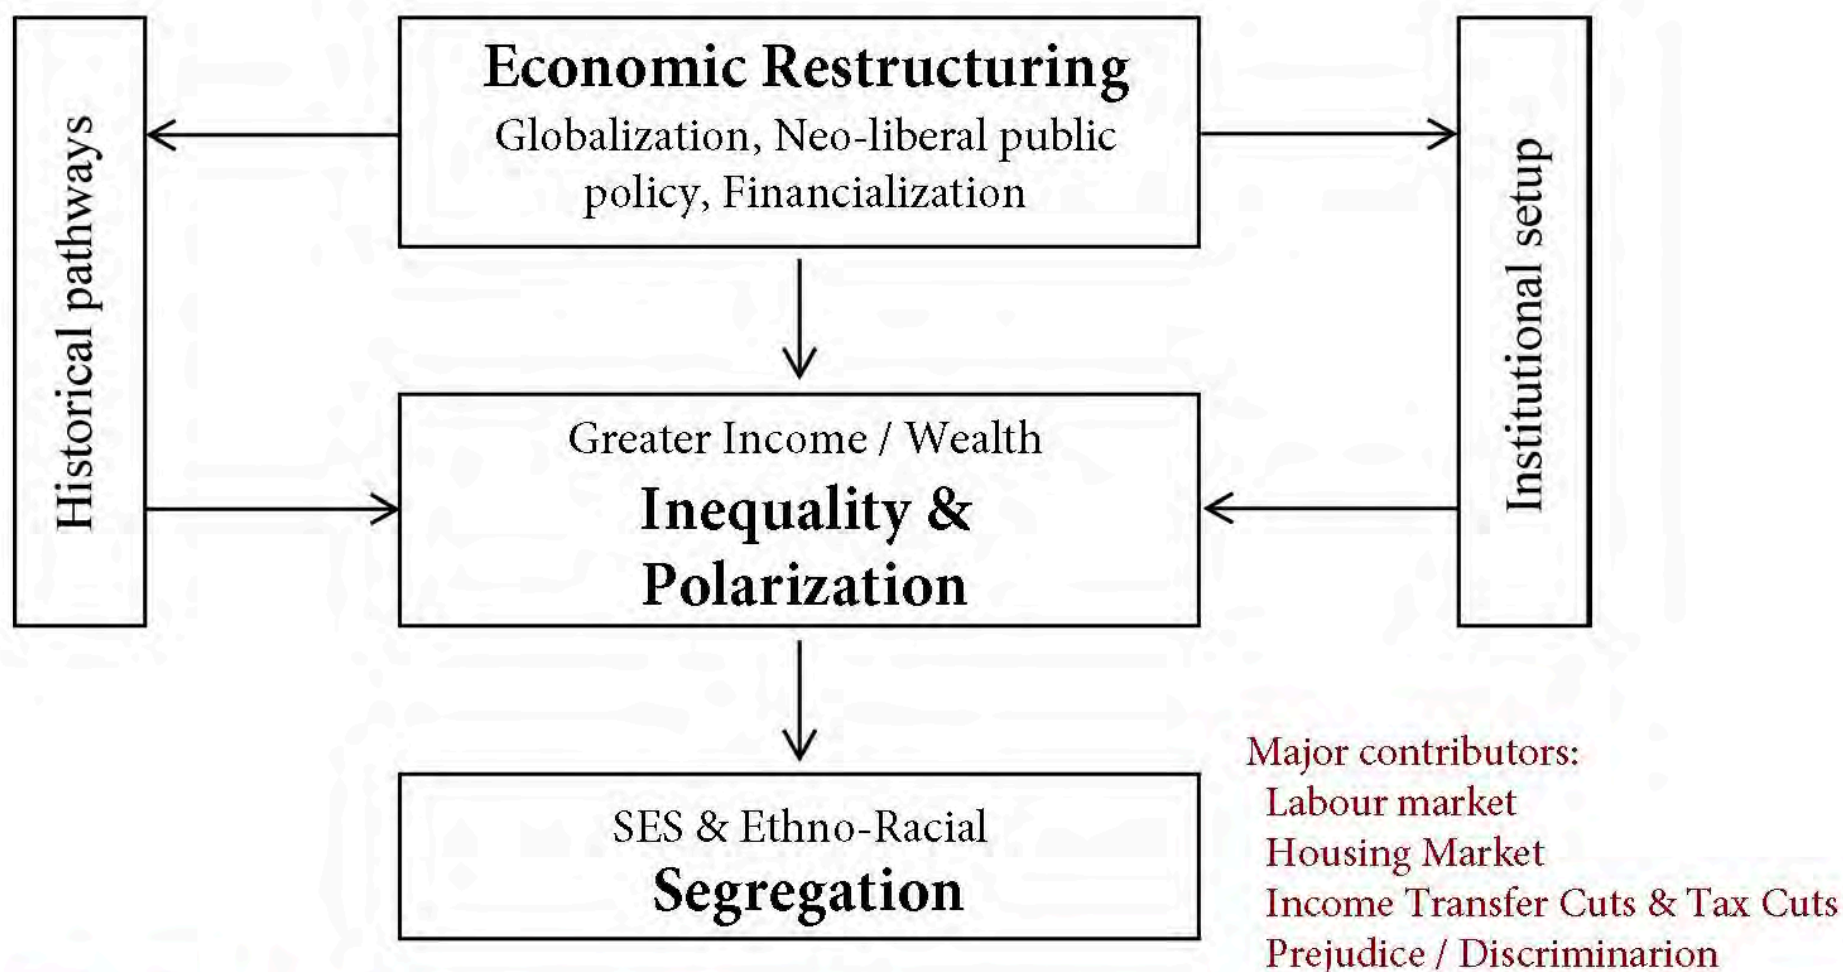 Historical pathways
Economic Restructuring
Globalization, Neo-liberal public
policy, Financialization
Institutional setup
Greater Income / Wealth
Inequality &
Polarization
SES & Ethno-Racial
Segregation
Major contributors:
Labour market
Housing Market
Income Transfer Cuts & Tax Cuts
Prejudice / Discriminarion